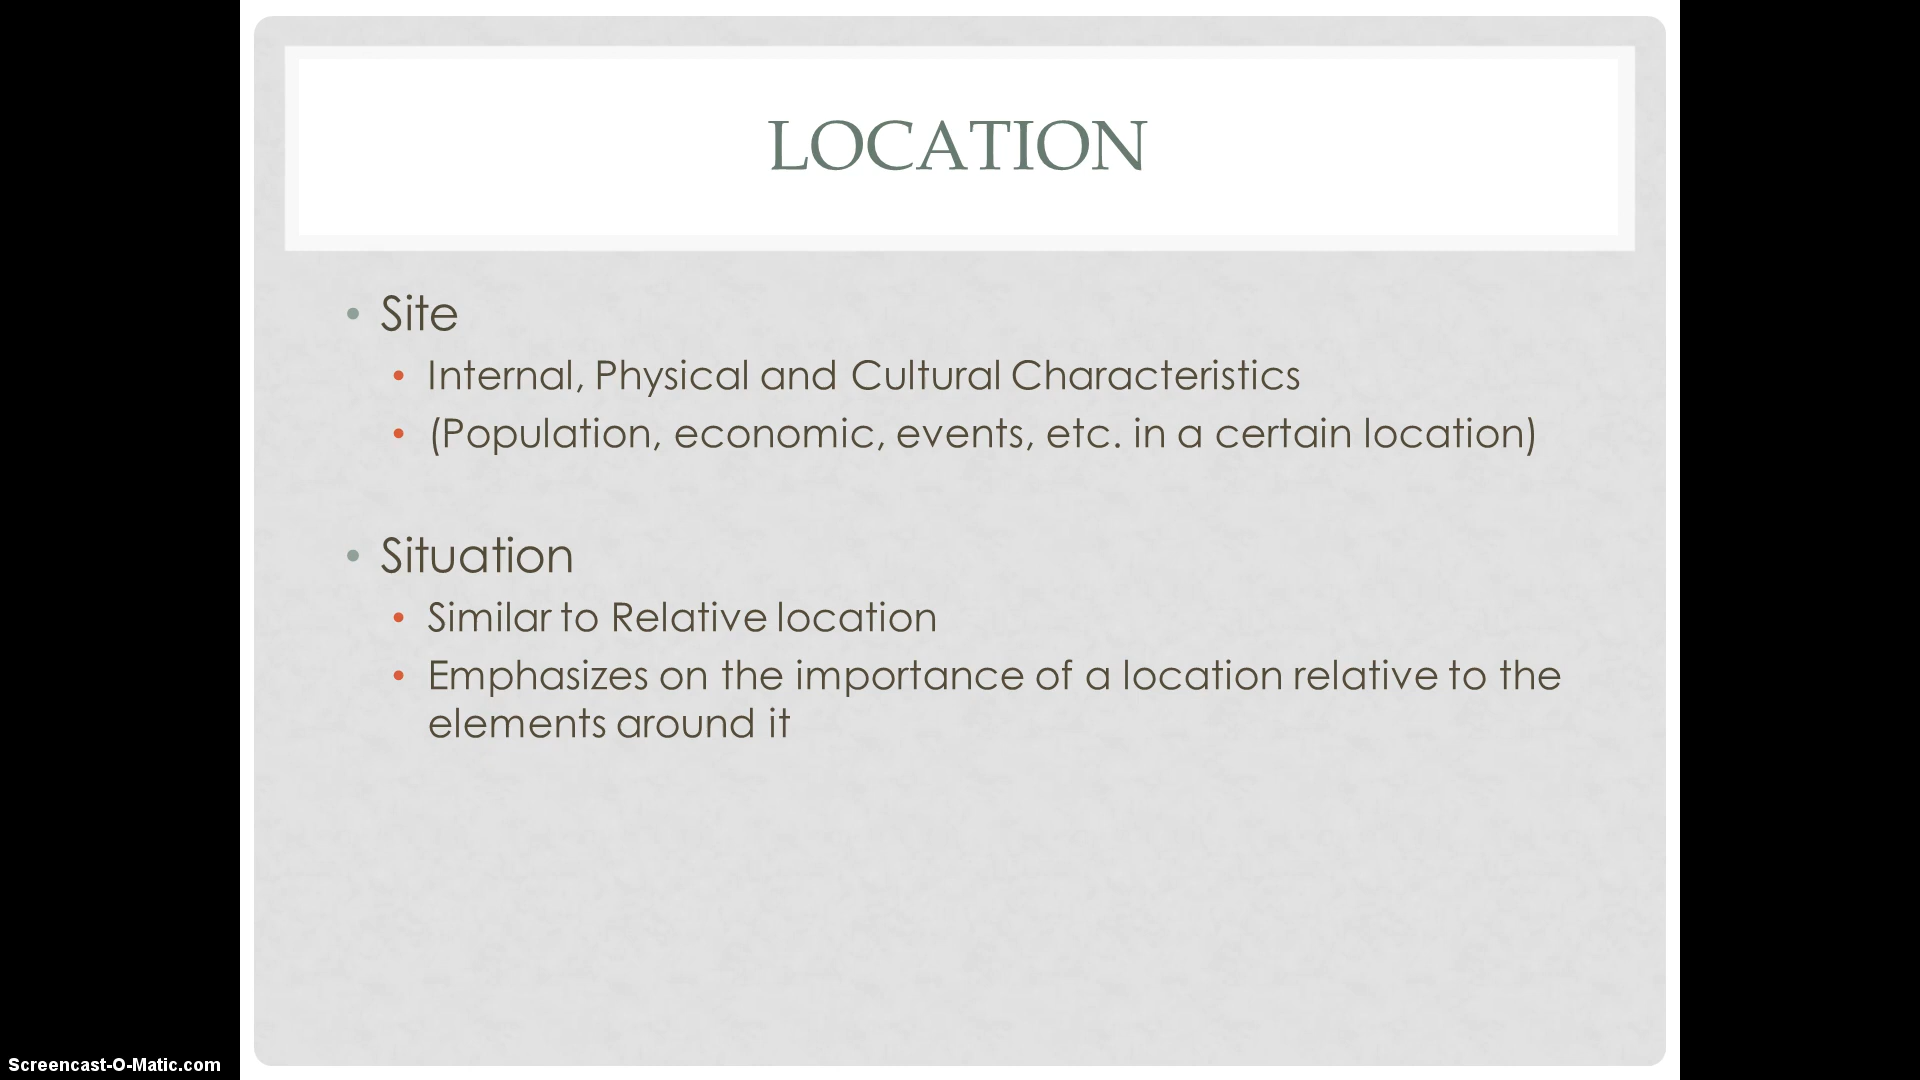 LOCATION
• Site
• Internal, Physical and Cultural Characteristics
• (Population, economic, events, etc. in a certain location)
• Situation
• Similar to Relative location
• Emphasizes on the importance of a location relative to the
elements around it
Screencast-O-Matic.com